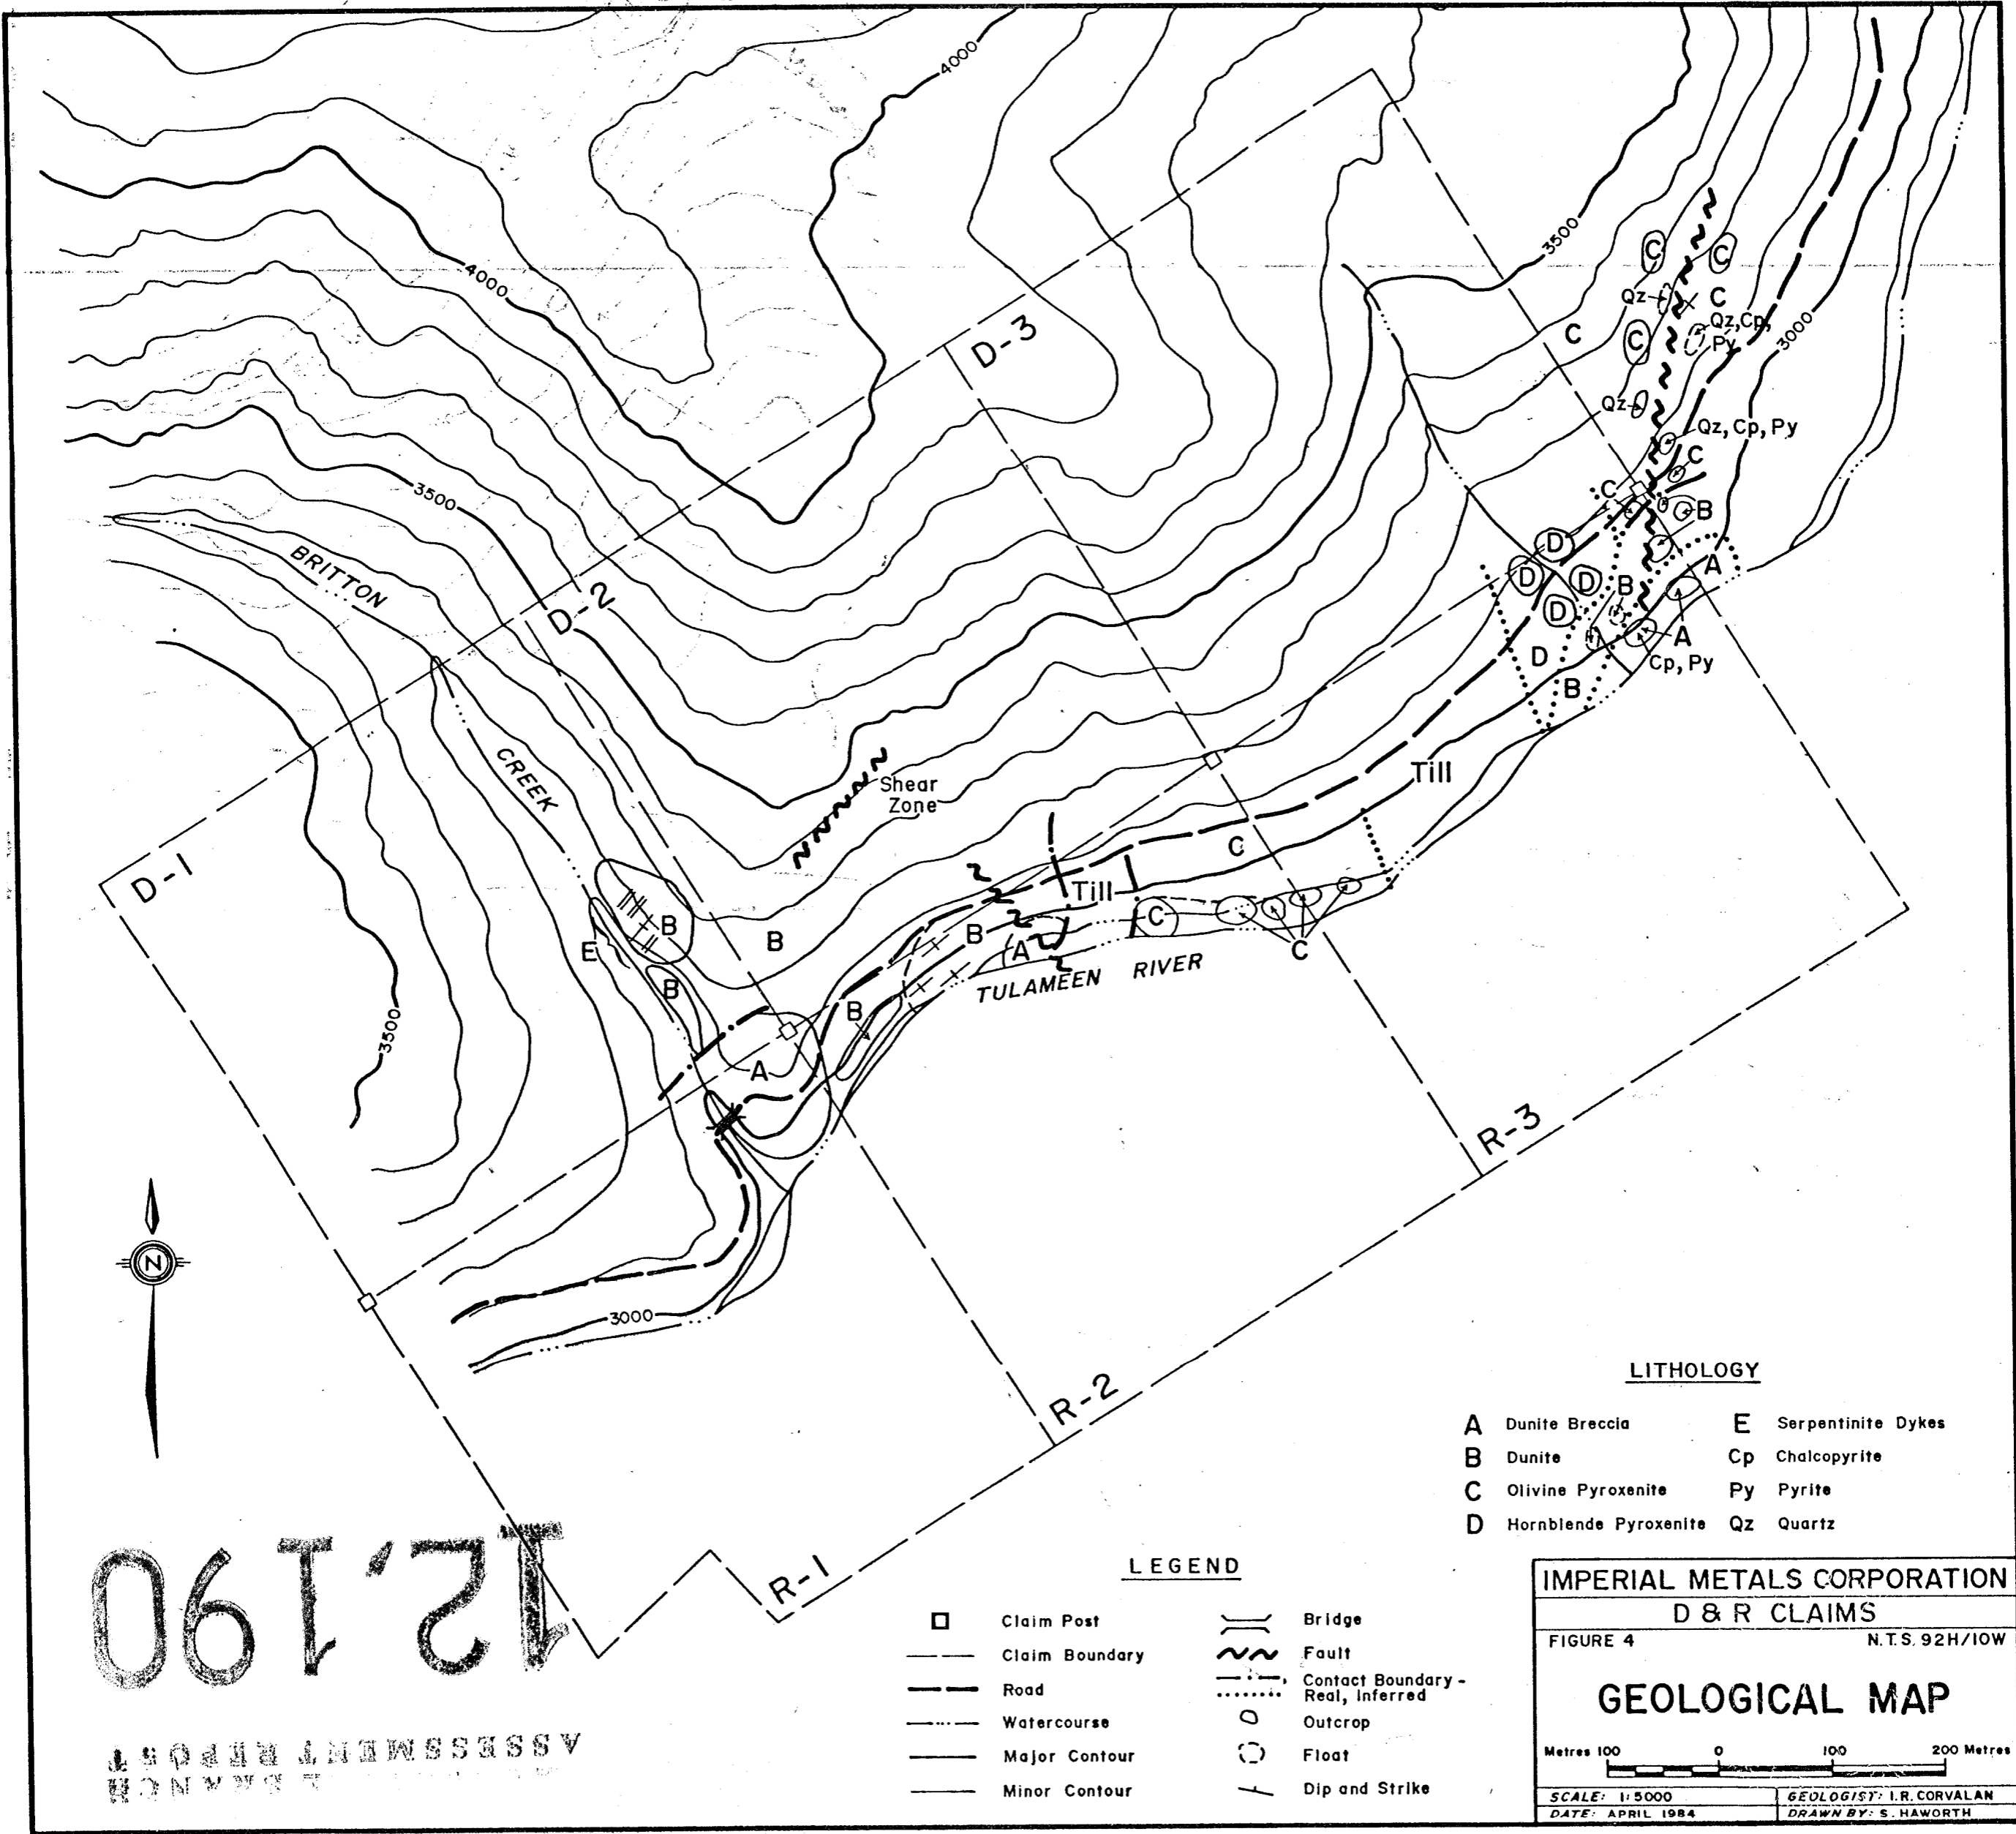 4000
3500
C
C
Qz
C
Qz, Cp,
Py
C
C
3000
4000
D-3
Qz
Qz, Cp, Py
C
3500
C
B
BRITTON
D-2
D
D
D
D
B
A
A
D
Cp, Py
B
CREEK
Shear
Zone
Till
C
D-1
Till
B
B
B
A
C
C
E
B
TULAMEEN RIVER
B
3500
A
R-3
N
3000
R-2
R-1
LITHOLOGY
A Dunite Breccia E Serpentinite Dykes
B Dunite Cp Chalcopyrite
C Olivine Pyroxenite Py Pyrite
D Hornblende Pyroxenite Qz Quartz
LEGEND
Claim Post Bridge
Claim Boundary Fault
Road Contact Boundary -
Real, Inferred
Watercourse Outcrop
Major Contour Float
Minor Contour Dip and Strike
IMPERIAL METALS CORPORATION
D & R CLAIMS
FIGURE 4 N.T.S. 92H/10W
GEOLOGICAL MAP
Metres 100 0 100 200 Metres
SCALE: 1:5000 GEOLOGIST: I.R. CORVALAN
DATE: APRIL 1984 DRAWN BY: S. HAWORTH
12,190
ASSESSMENT REPORT
BRANCH